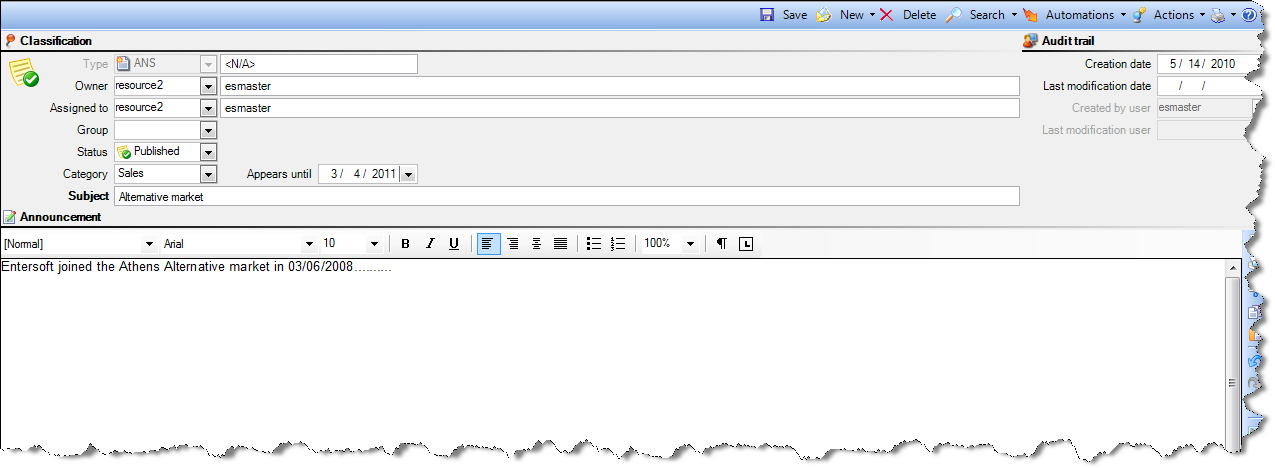 Save New Delete Search Automations Actions
Classification Audit trail
Type ANS <N/A> Creation date 5 / 14 / 2010
Owner resource2 esmaster Last modification date / /
Assigned to resource2 esmaster Created by user esmaster
Group Last modification user
Status Published
Category Sales Appears until 3 / 4 / 2011
Subject Alternative market
Announcement
[Normal] Arial 10 B I U 100% ¶ L
Entersoft joined the Athens Alternative market in 03/06/2008..........